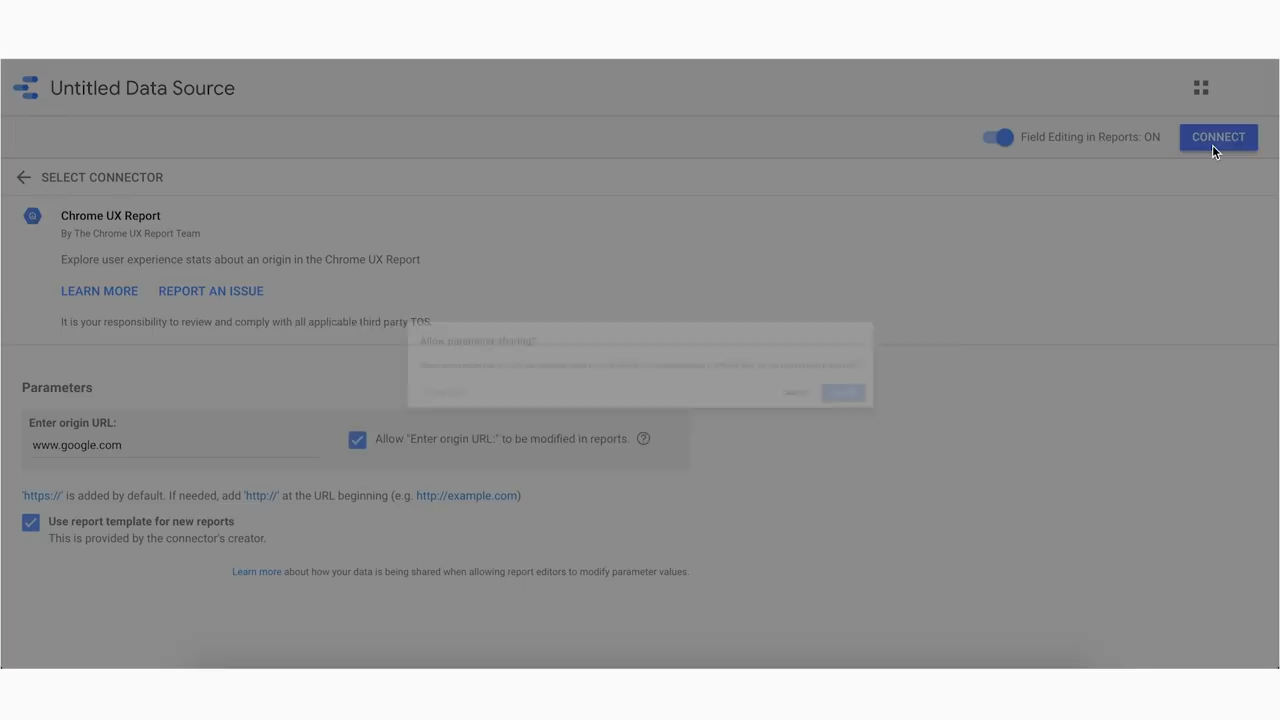 Untitled Data Source
Field Editing in Reports: ON
CONNECT
SELECT CONNECTOR
Chrome UX Report
By The Chrome UX Report Team
Explore user experience stats about an origin in the Chrome UX Report
LEARN MORE
REPORT AN ISSUE
It is your responsibility to review and comply with all applicable third party TOS.
Allow parameter sharing?
Parameters
Enter origin URL:
www.google.com
Allow "Enter origin URL:" to be modified in reports.
'https://' is added by default. If needed, add 'http://' at the URL beginning (e.g. http://example.com)
Use report template for new reports
This is provided by the connector's creator.
Learn more about how your data is being shared when allowing report editors to modify parameter values.